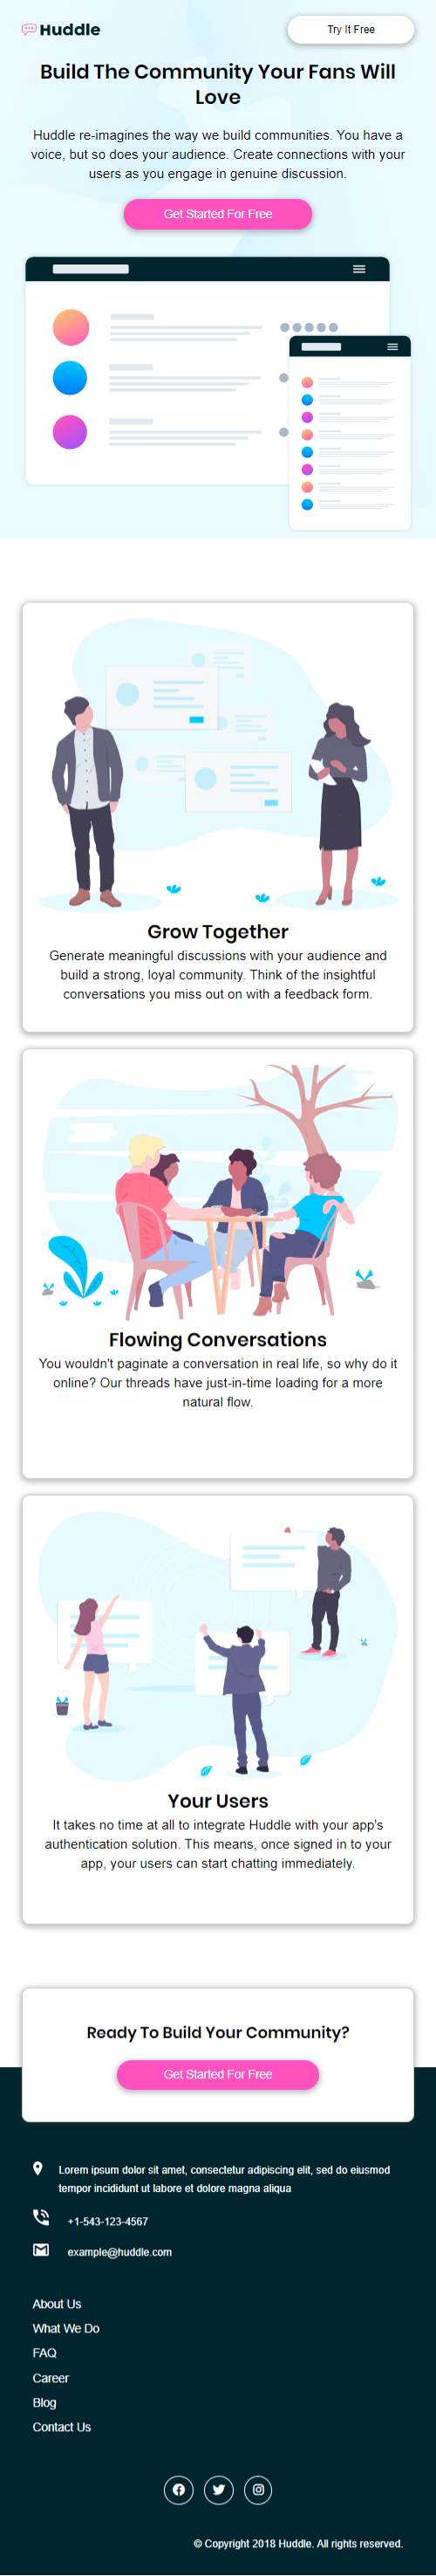 Huddle
Try It Free
Build The Community Your Fans Will
Love
Huddle re-imagines the way we build communities. You have a
voice, but so does your audience. Create connections with your
users as you engage in genuine discussion.
Get Started For Free
Grow Together
Generate meaningful discussions with your audience and
build a strong, loyal community. Think of the insightful
conversations you miss out on with a feedback form.
Flowing Conversations
You wouldn't paginate a conversation in real life, so why do it
online? Our threads have just-in-time loading for a more
natural flow.
Your Users
It takes no time at all to integrate Huddle with your app's
authentication solution. This means, once signed in to your
app, your users can start chatting immediately.
Ready To Build Your Community?
Get Started For Free
Lorem ipsum dolor sit amet, consectetur adipiscing elit, sed do eiusmod
tempor incididunt ut labore et dolore magna aliqua
+1-543-123-4567
example@huddle.com
About Us
What We Do
FAQ
Career
Blog
Contact Us
© Copyright 2018 Huddle. All rights reserved.